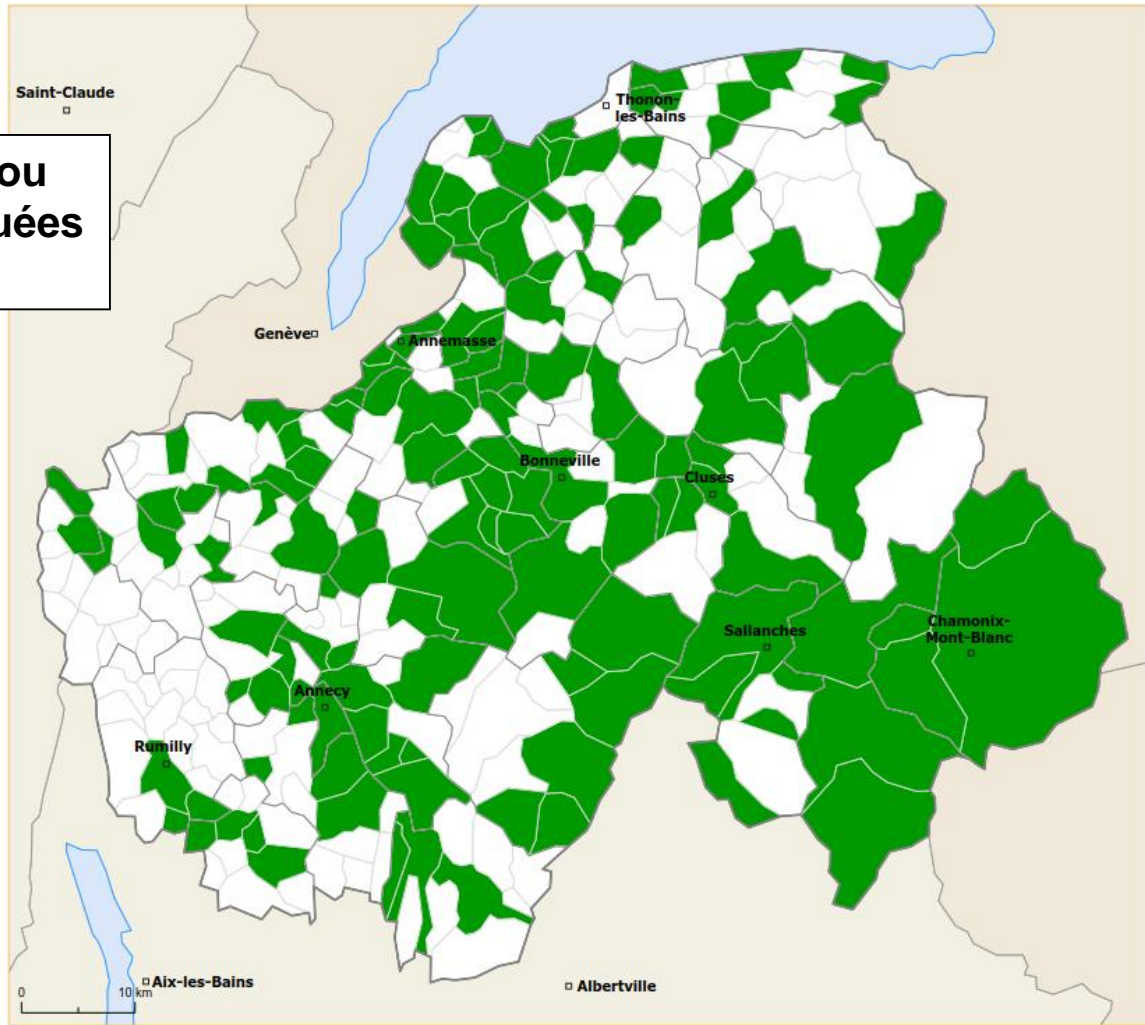 Saint-Claude
Thonon-
les-Bains
ou
uées
Genève
Annemasse
Bonneville
Cluses
Sallanches
Chamonix-
Mont-Blanc
Annecy
Rumilly
Aix-les-Bains
Albertville
0 10 km